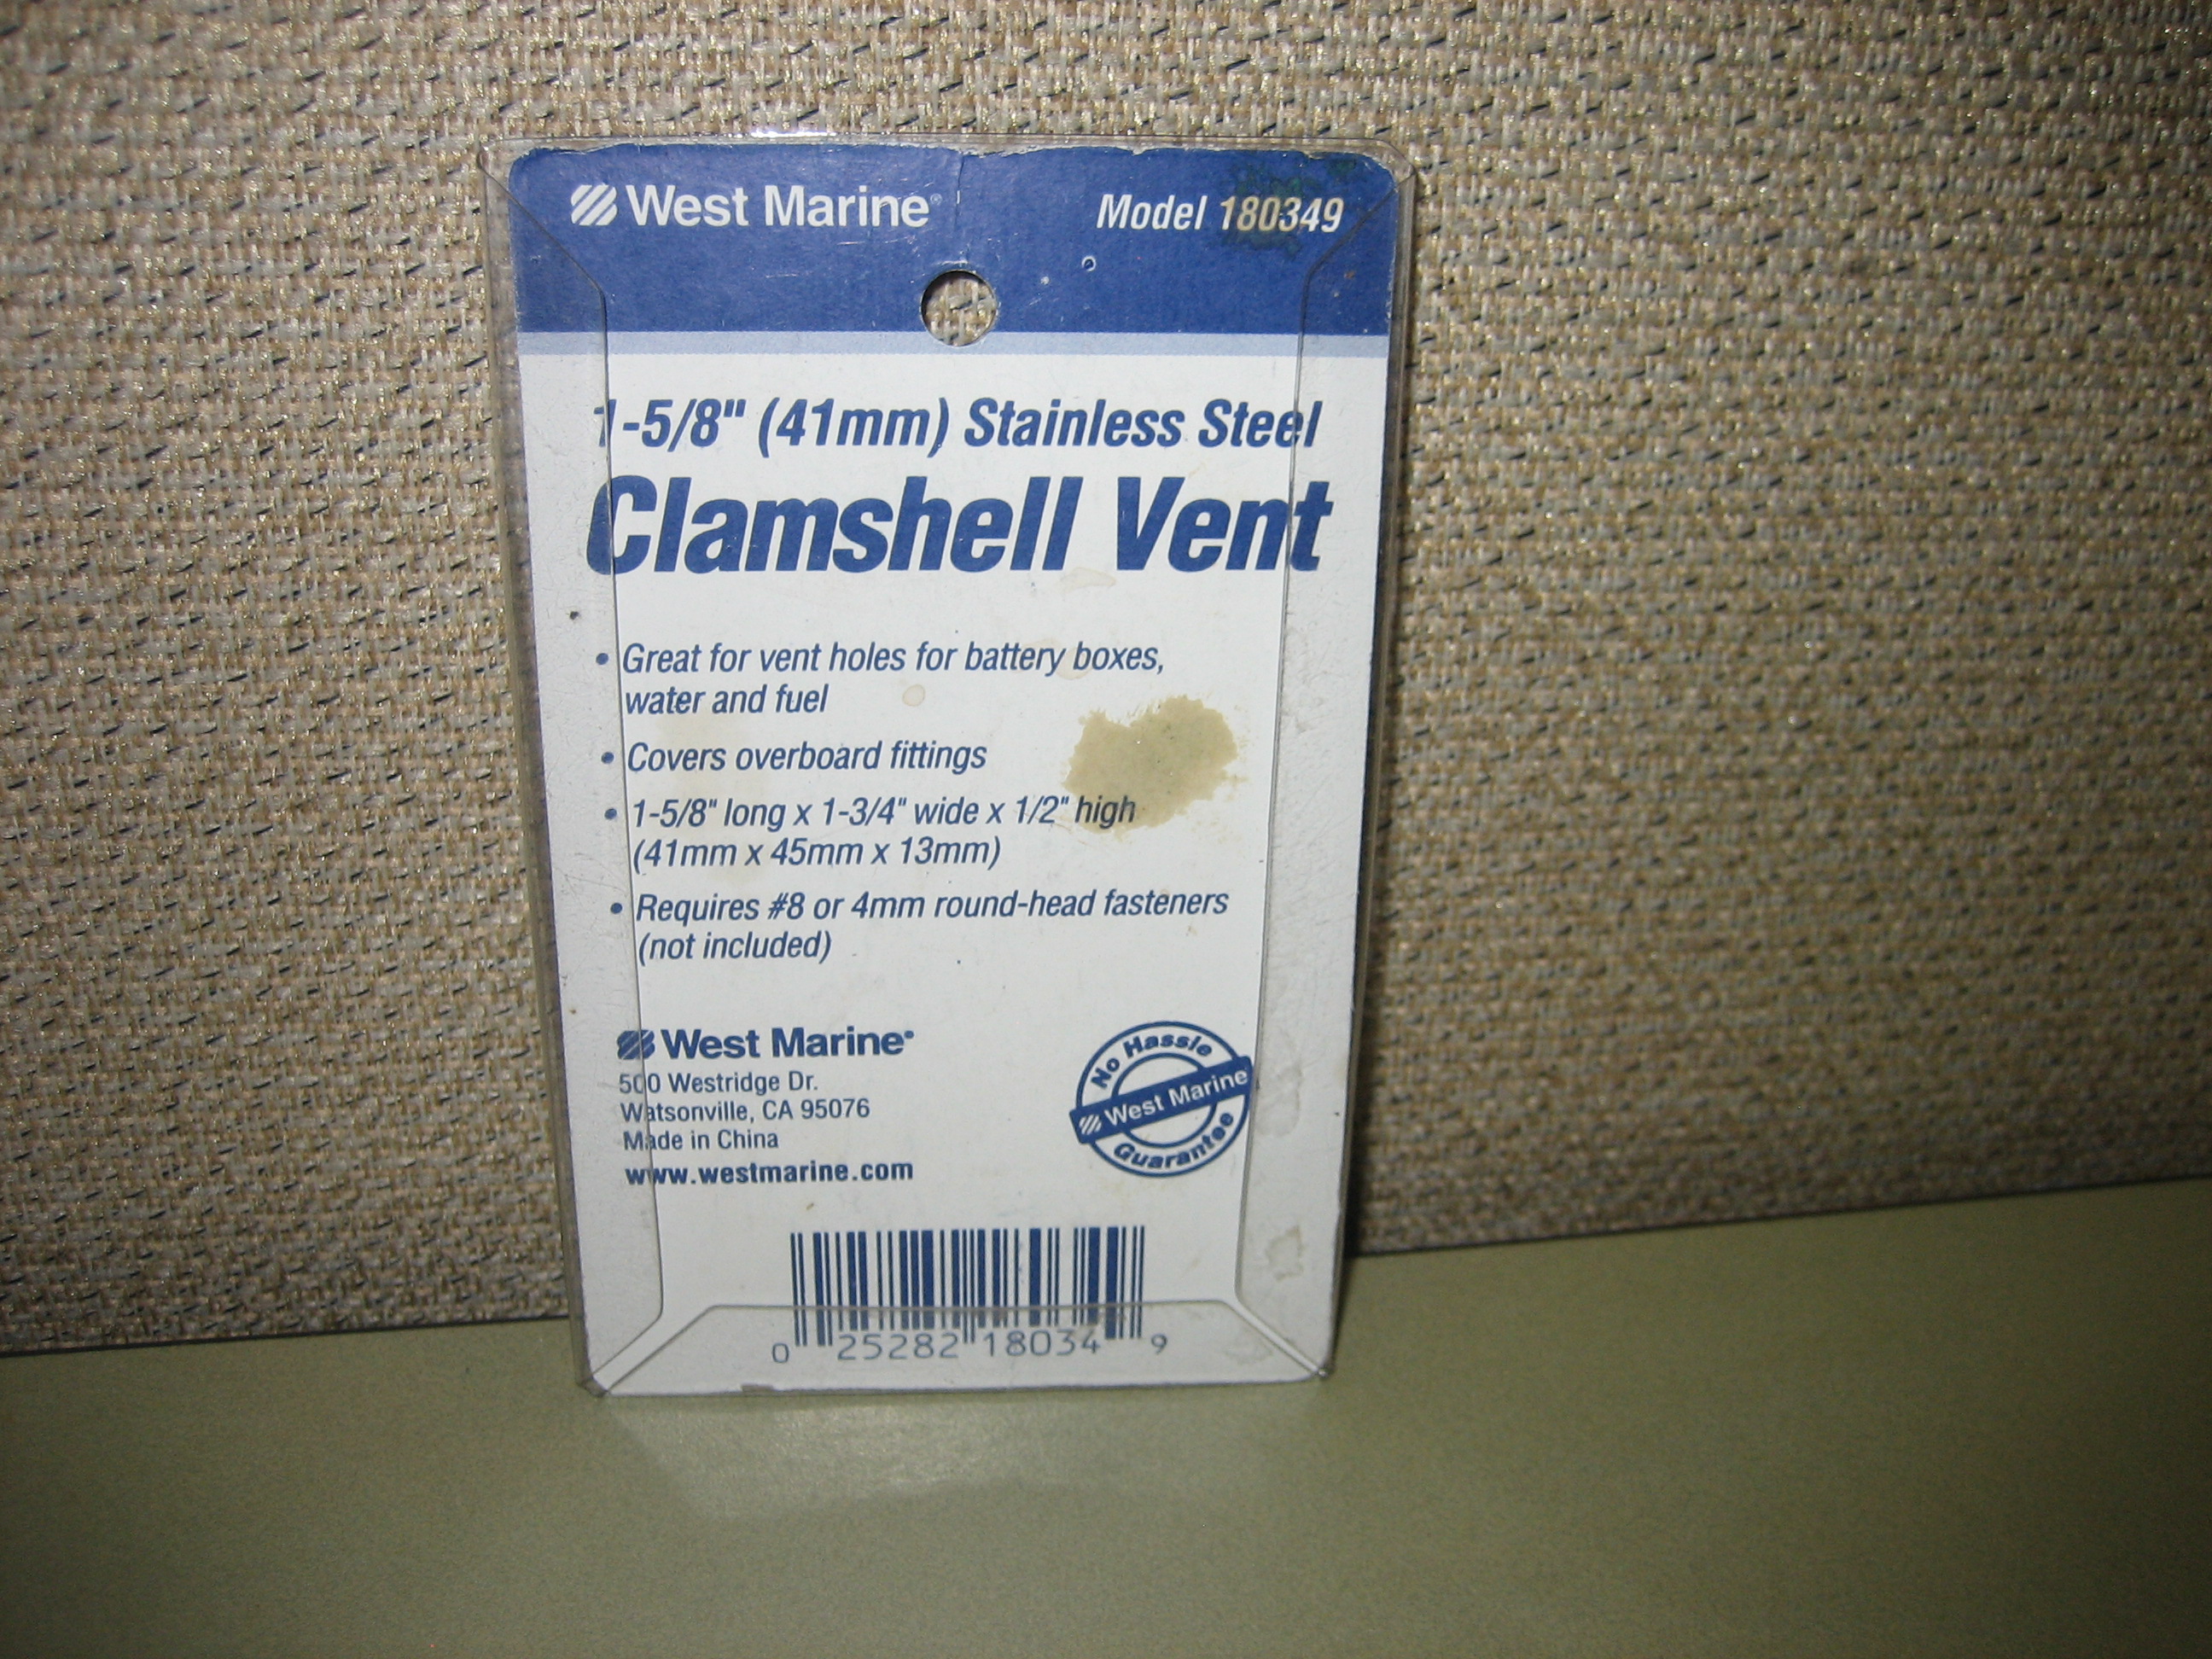 West Marine®
Model 180349
1-5/8" (41mm) Stainless Steel
Clamshell Vent
• Great for vent holes for battery boxes,
water and fuel
• Covers overboard fittings
• 1-5/8" long x 1-3/4" wide x 1/2" high
(41mm x 45mm x 13mm)
• Requires #8 or 4mm round-head fasteners
(not included)
West Marine®
500 Westridge Dr.
Watsonville, CA 95076
Made in China
www.westmarine.com
No Hassle
West Marine
Guarantee
0 25282 18034 9